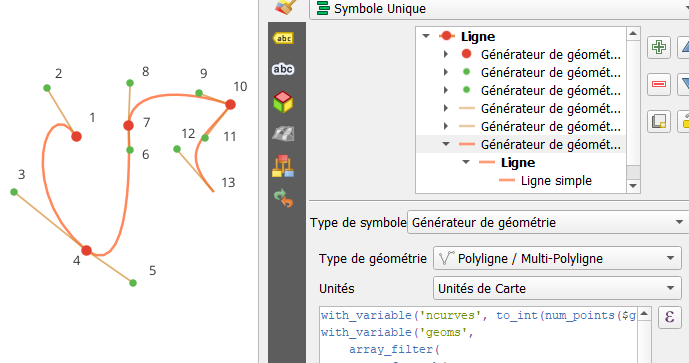 2
8
9
10
1
7
12
11
6
3
13
4
5
abc
abc
Symbole Unique
Ligne
Générateur de géomét...
Générateur de géomét...
Générateur de géomét...
Générateur de géomét...
Générateur de géomét...
Générateur de géomét...
Ligne
Ligne simple
Type de symbole Générateur de géométrie
Type de géométrie Polyligne / Multi-Polyligne
Unités Unités de Carte
with_variable('ncurves', to_int(num_points($g
with_variable('geoms',
array_filter(
ε